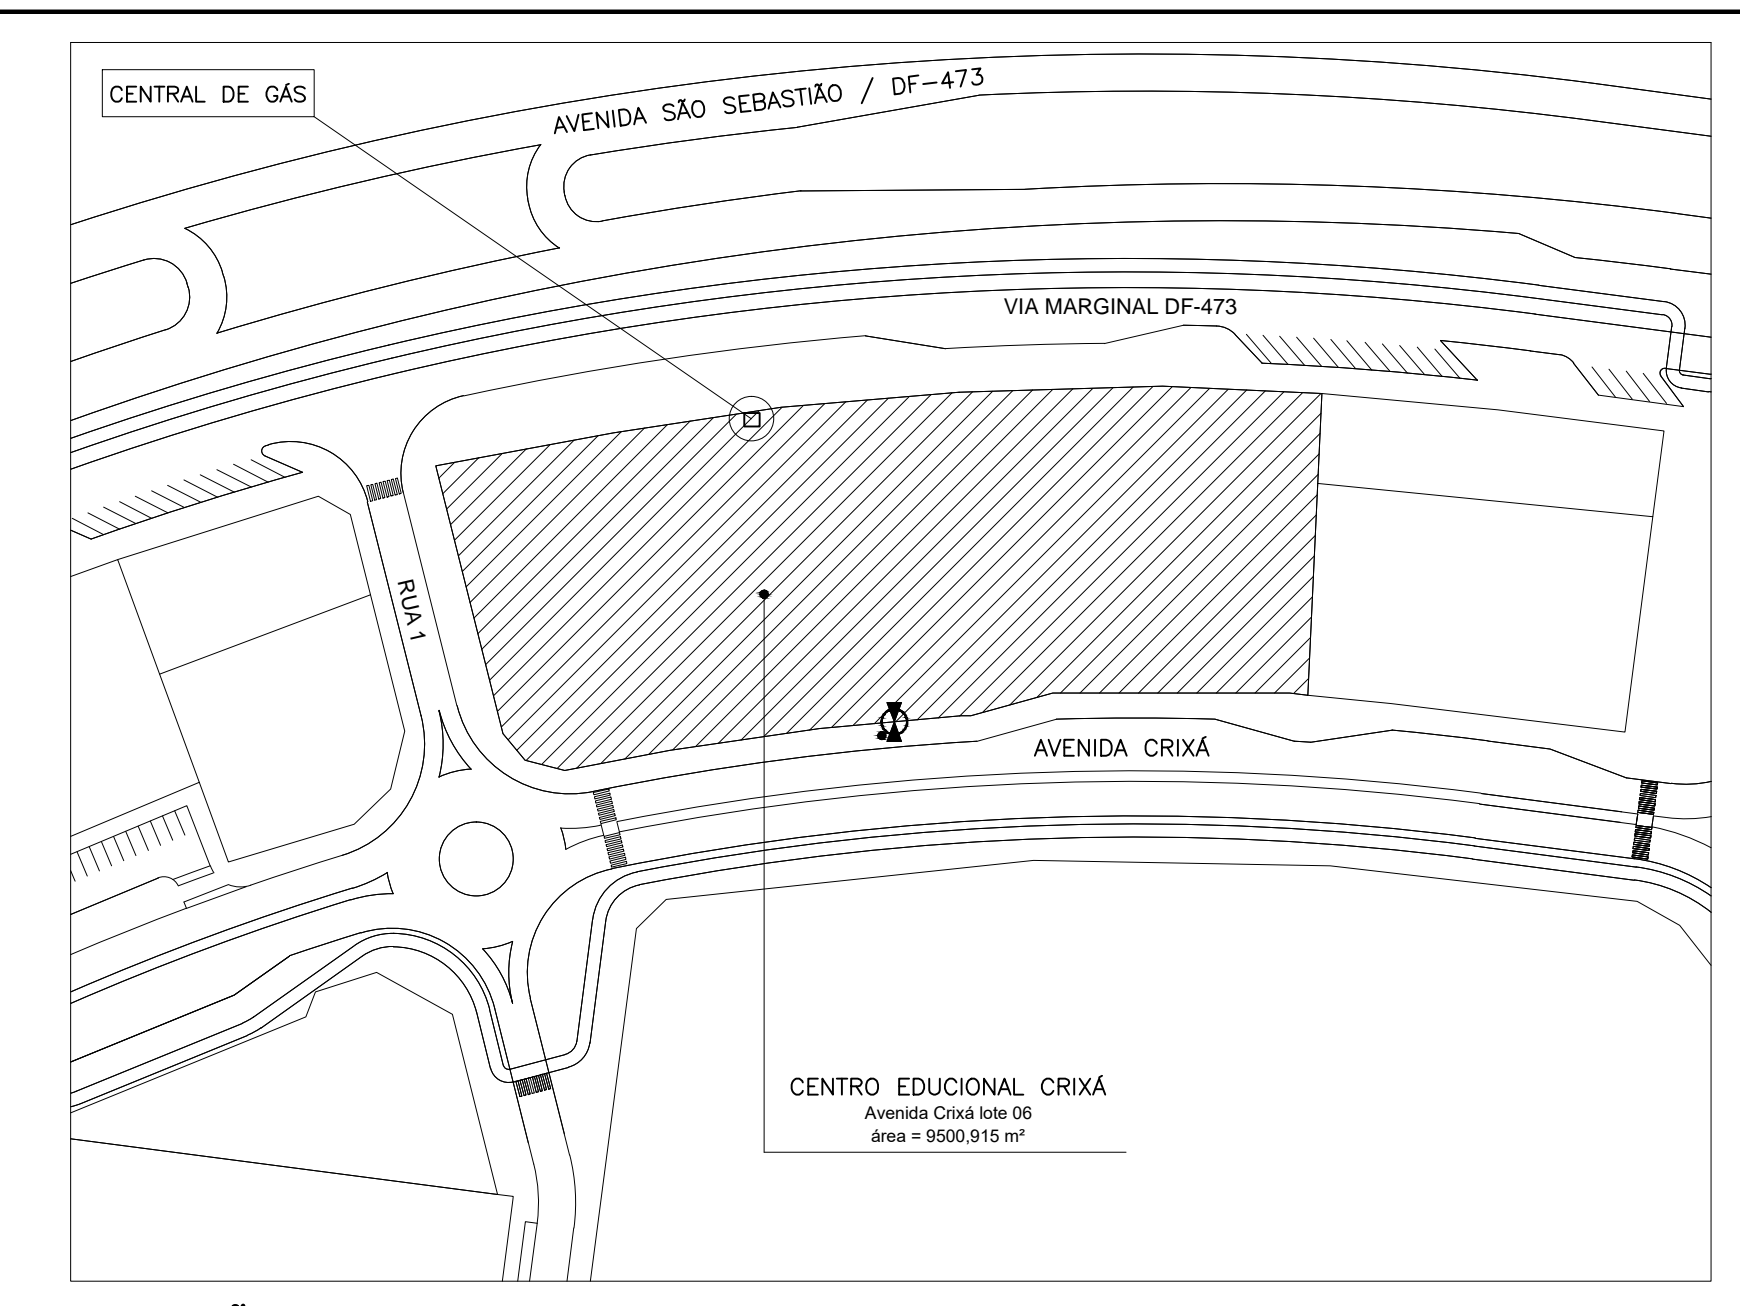 CENTRAL DE GÁS
AVENIDA SÃO SEBASTIÃO / DF-473
VIA MARGINAL DF-473
RUA 1
AVENIDA CRIXÁ
CENTRO EDUCIONAL CRIXÁ
Avenida Crixá lote 06
área = 9500,915 m²